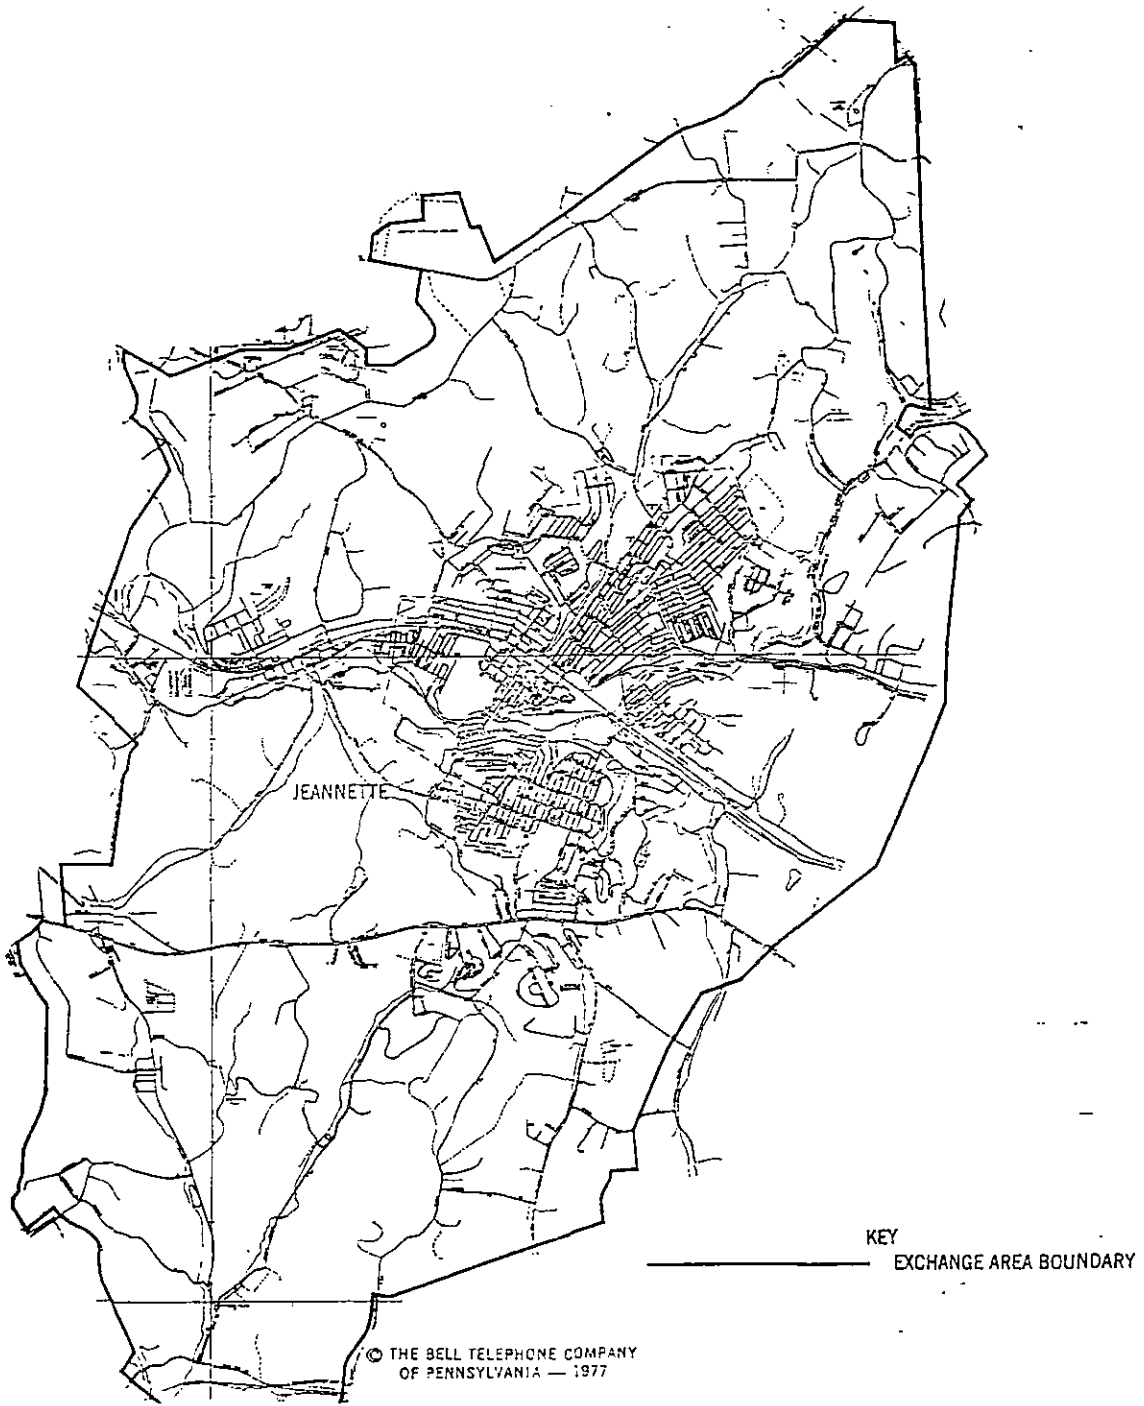 JEANNETTE
KEY
EXCHANGE AREA BOUNDARY
© THE BELL TELEPHONE COMPANY
OF PENNSYLVANIA — 1977